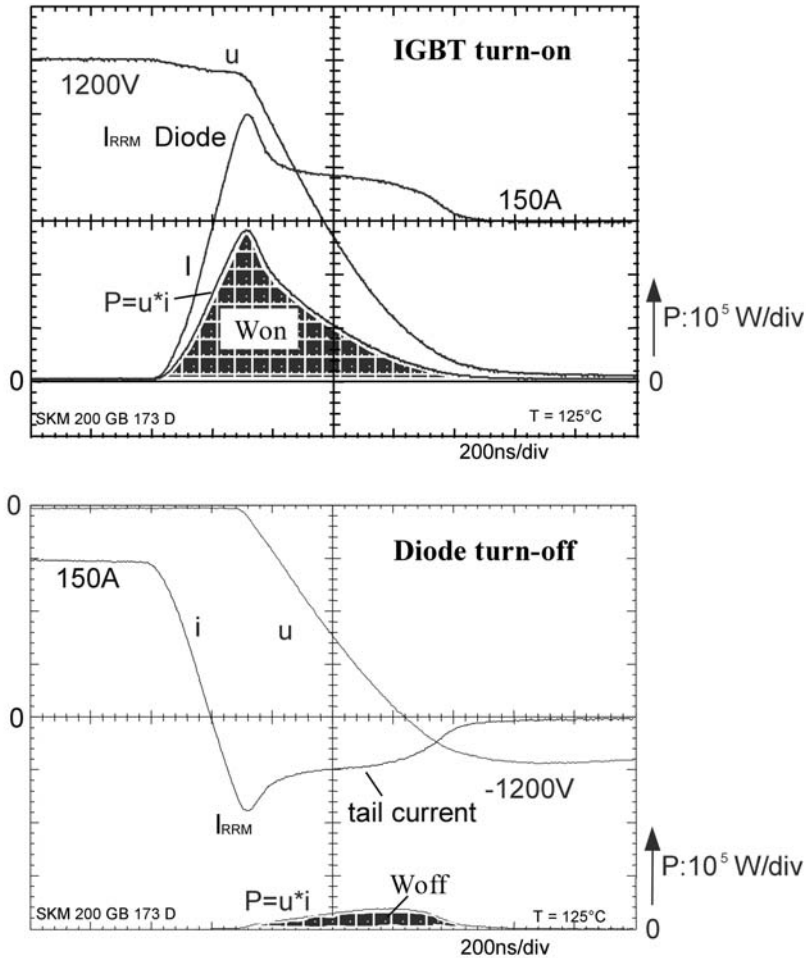 u
IGBT turn-on
1200V
IRRM Diode
150A
I
P=u*i
Won
P:10⁵ W/div
0
0
SKM 200 GB 173 D
T = 125°C
200ns/div
0
Diode turn-off
150A
i
u
0
tail current
-1200V
IRRM
P:10⁵ W/div
P=u*i
Woff
SKM 200 GB 173 D
T = 125°C
0
200ns/div